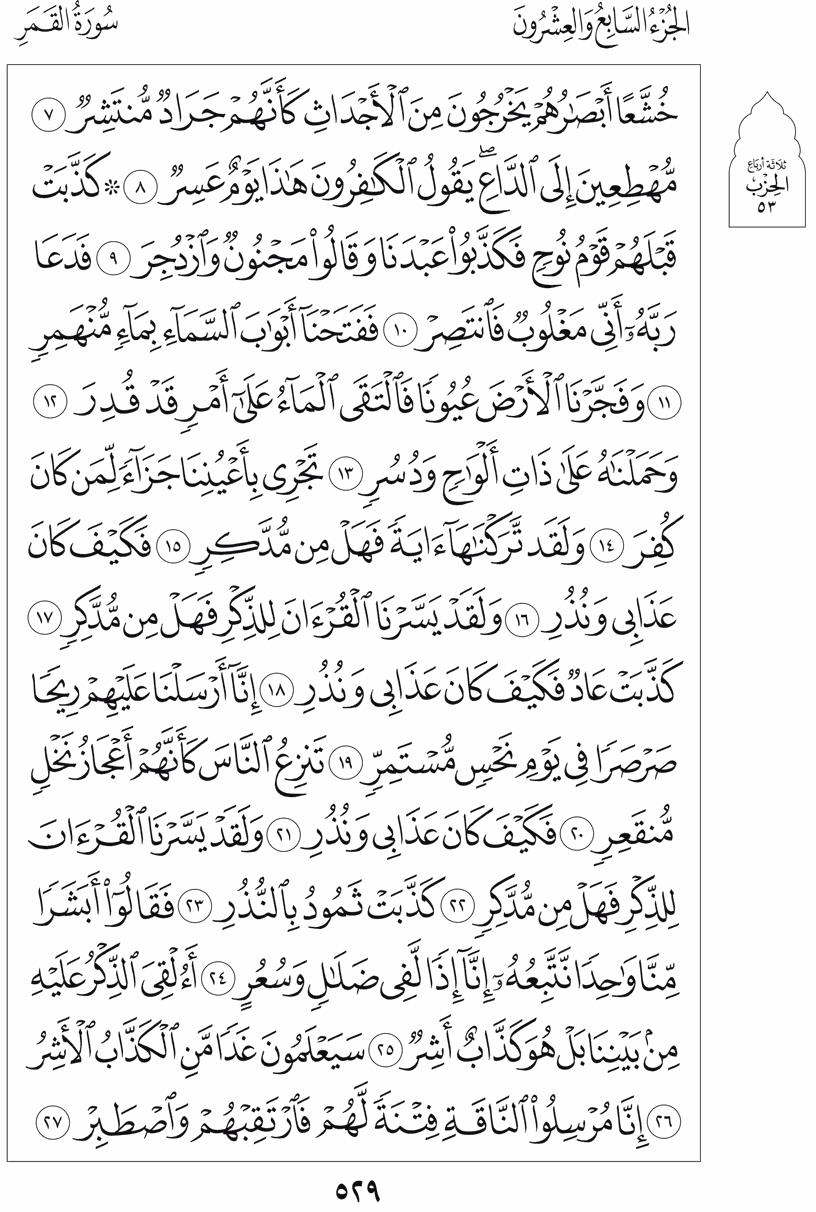 الجُزْءُ السَّابِعُ وَالعِشْرُونَ
سُورَةُ القَمَرِ
خُشَّعًا أَبْصَٰرُهُمْ يَخْرُجُونَ مِنَ ٱلْأَجْدَاثِ كَأَنَّهُمْ جَرَادٌ مُّنتَشِرٌ ٧
مُّهْطِعِينَ إِلَى ٱلدَّاعِ ۖ يَقُولُ ٱلْكَٰفِرُونَ هَٰذَا يَوْمٌ عَسِرٌ ٨ * كَذَّبَتْ
قَبْلَهُمْ قَوْمُ نُوحٍ فَكَذَّبُوا۟ عَبْدَنَا وَقَالُوا۟ مَجْنُونٌ وَٱزْدُجِرَ ٩ فَدَعَا
رَبَّهُۥٓ أَنِّى مَغْلُوبٌ فَٱنتَصِرْ ١٠ فَفَتَحْنَآ أَبْوَٰبَ ٱلسَّمَآءِ بِمَآءٍ مُّنْهَمِرٍ
١١ وَفَجَّرْنَا ٱلْأَرْضَ عُيُونًا فَٱلْتَقَى ٱلْمَآءُ عَلَىٰٓ أَمْرٍ قَدْ قُدِرَ ١٢
وَحَمَلْنَٰهُ عَلَىٰ ذَاتِ أَلْوَٰحٍ وَدُسُرٍ ١٣ تَجْرِى بِأَعْيُنِنَا جَزَآءً لِّمَن كَانَ
كُفِرَ ١٤ وَلَقَد تَّرَكْنَٰهَآ ءَايَةً فَهَلْ مِن مُّدَّكِرٍ ١٥ فَكَيْفَ كَانَ
عَذَابِى وَنُذُرِ ١٦ وَلَقَدْ يَسَّرْنَا ٱلْقُرْءَانَ لِلذِّكْرِ فَهَلْ مِن مُّدَّكِرٍ ١٧
كَذَّبَتْ عَادٌ فَكَيْفَ كَانَ عَذَابِى وَنُذُرِ ١٨ إِنَّآ أَرْسَلْنَا عَلَيْهِمْ رِيحًا
صَرْصَرًا فِى يَوْمِ نَحْسٍ مُّسْتَمِرٍّ ١٩ تَنزِعُ ٱلنَّاسَ كَأَنَّهُمْ أَعْجَازُ نَخْلٍ
مُّنقَعِرٍ ٢٠ فَكَيْفَ كَانَ عَذَابِى وَنُذُرِ ٢١ وَلَقَدْ يَسَّرْنَا ٱلْقُرْءَانَ
لِلذِّكْرِ فَهَلْ مِن مُّدَّكِرٍ ٢٢ كَذَّبَتْ ثَمُودُ بِٱلنُّذُرِ ٢٣ فَقَالُوٓا۟ أَبَشَرًا
مِّنَّا وَٰحِدًا نَّتَّبِعُهُۥٓ إِنَّآ إِذًا لَّفِى ضَلَٰلٍ وَسُعُرٍ ٢٤ أَءُلْقِىَ ٱلذِّكْرُ عَلَيْهِ
مِنۢ بَيْنِنَا بَلْ هُوَ كَذَّابٌ أَشِرٌ ٢٥ سَيَعْلَمُونَ غَدًا مَّنِ ٱلْكَذَّابُ ٱلْأَشِرُ
٢٦ إِنَّا مُرْسِلُوا۟ ٱلنَّاقَةِ فِتْنَةً لَّهُمْ فَٱرْتَقِبْهُمْ وَٱصْطَبِرْ ٢٧
ثَلَاثَة أربَاع
الحِزْب
٥٣
٥٢٩